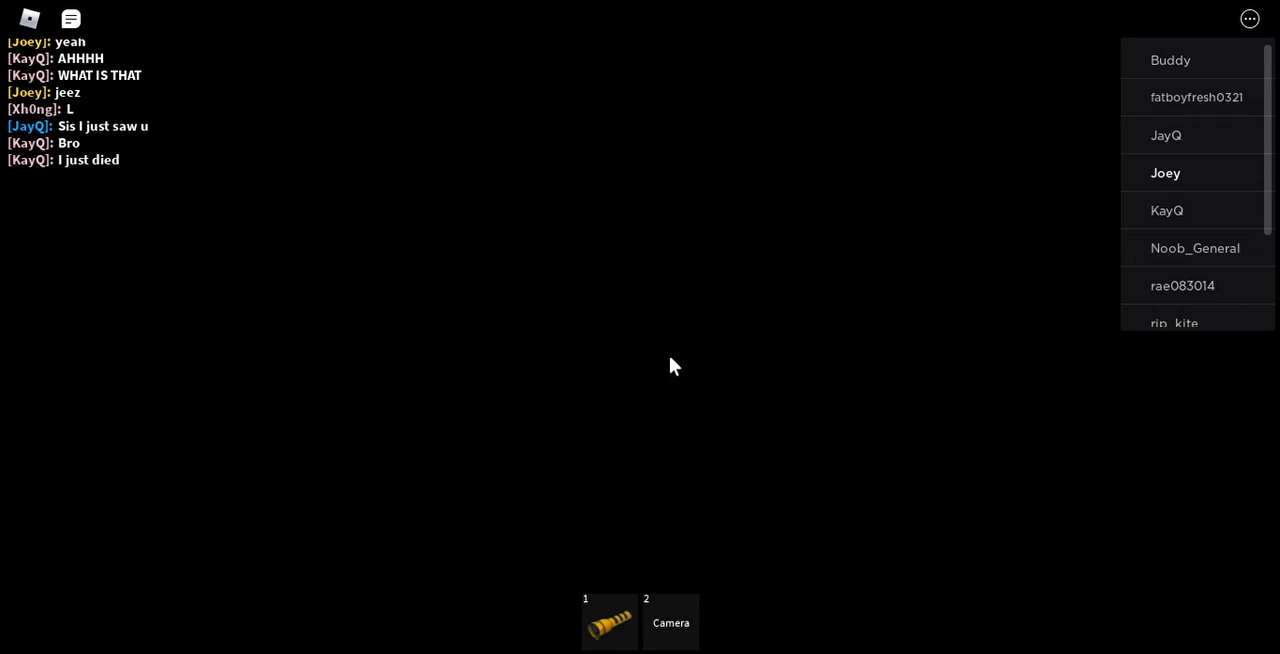 [Joey]: yeah
[KayQ]: AHHHH
[KayQ]: WHAT IS THAT
[Joey]: jeez
[Xh0ng]: L
[JayQ]: Sis I just saw u
[KayQ]: Bro
[KayQ]: I just died
Buddy
fatboyfresh0321
JayQ
Joey
KayQ
Noob_General
rae083014
rip_kite
1
2
Camera